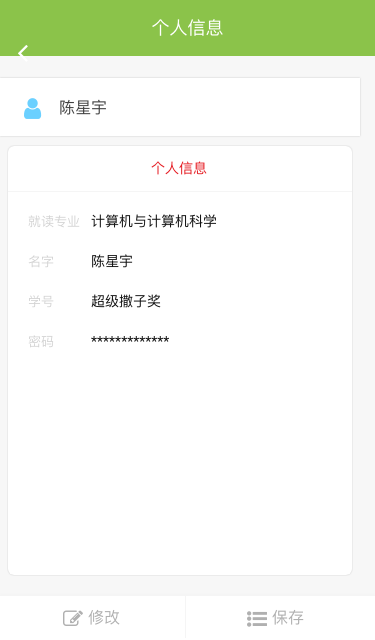 个人信息
陈星宇
个人信息
就读专业 计算机与计算机科学
名字 陈星宇
学号 超级撒子奖
密码 *************
修改 保存